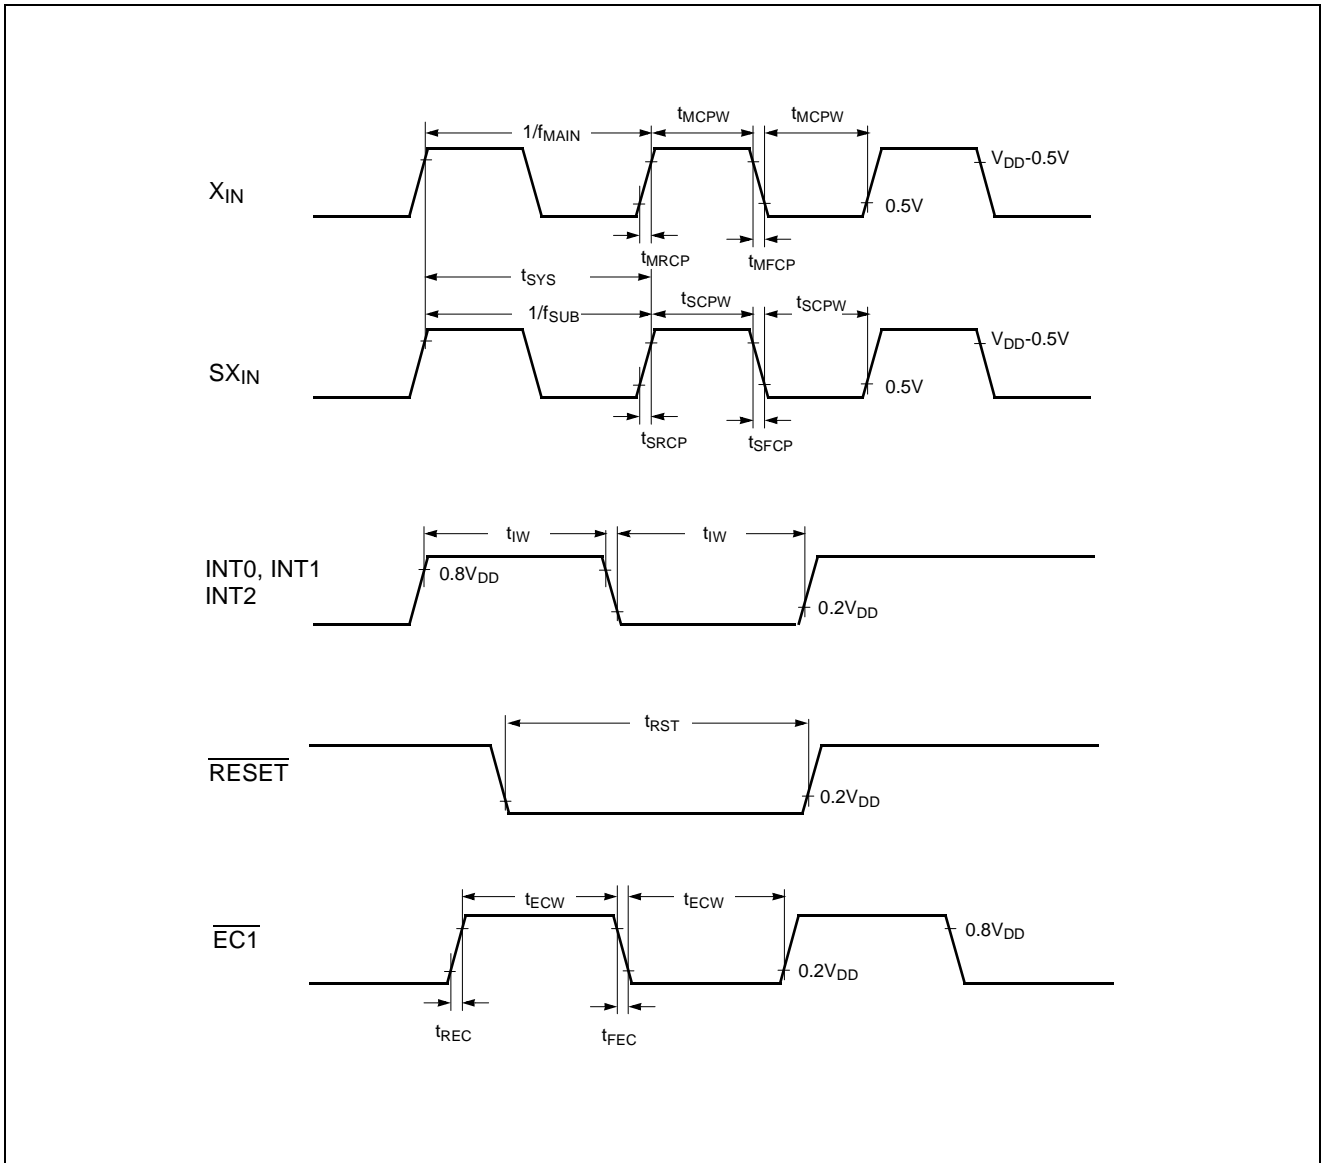 tMCPW tMCPW
1/fMAIN
VDD-0.5V
XIN
0.5V
tMRCP tMFCP
tSYS
tSCPW tSCPW
1/fSUB
VDD-0.5V
SXIN
0.5V
tSRCP tSFCP
tIW tIW
INT0, INT1
0.8VDD
INT2
0.2VDD
tRST
RESET
0.2VDD
tECW tECW
EC1
0.8VDD
0.2VDD
tREC tFEC